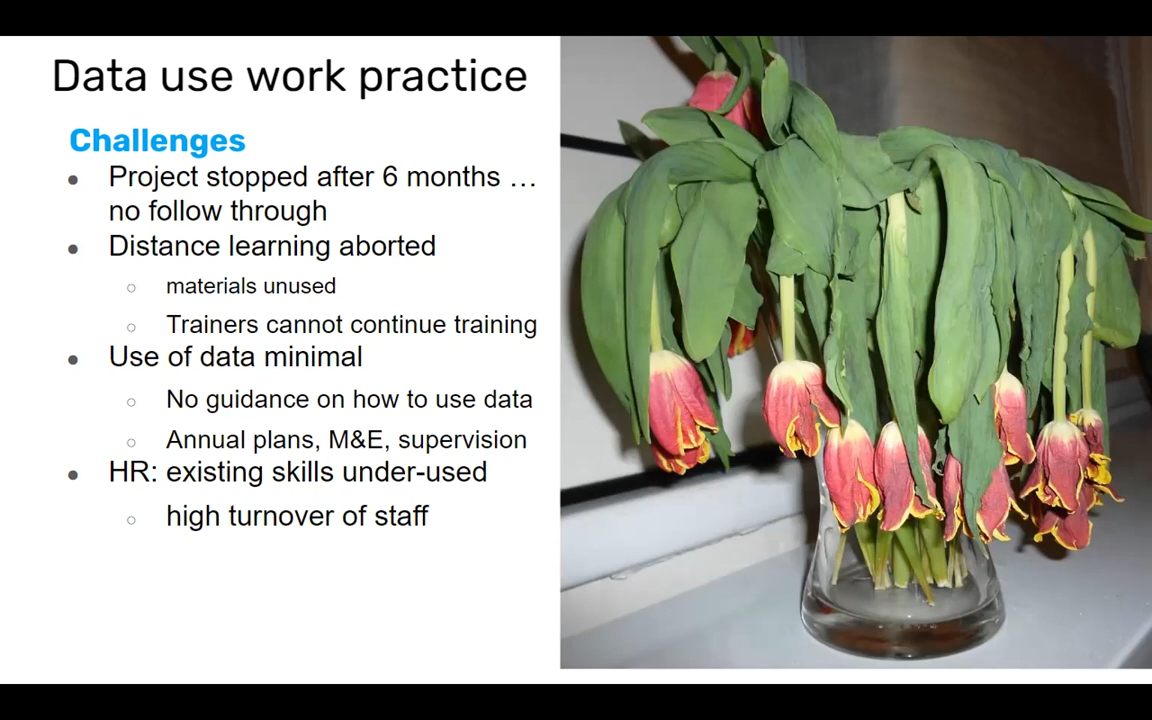 Data use work practice
Challenges
Project stopped after 6 months …
no follow through
Distance learning aborted
materials unused
Trainers cannot continue training
Use of data minimal
No guidance on how to use data
Annual plans, M&E, supervision
HR: existing skills under-used
high turnover of staff